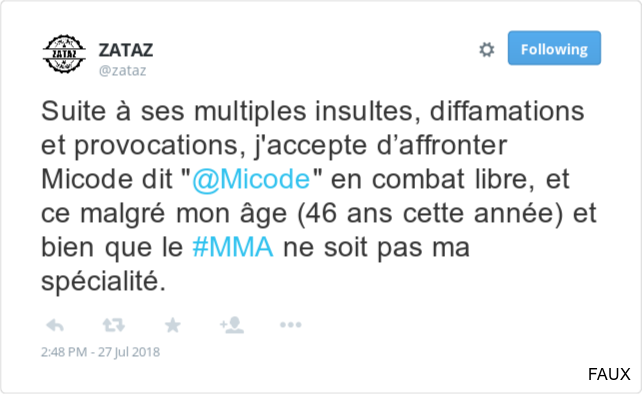 ZATAZ
ZATAZ
@zataz
Following
Suite à ses multiples insultes, diffamations
et provocations, j'accepte d’affronter
Micode dit "@Micode" en combat libre, et
ce malgré mon âge (46 ans cette année) et
bien que le #MMA ne soit pas ma
spécialité.
2:48 PM - 27 Jul 2018
FAUX